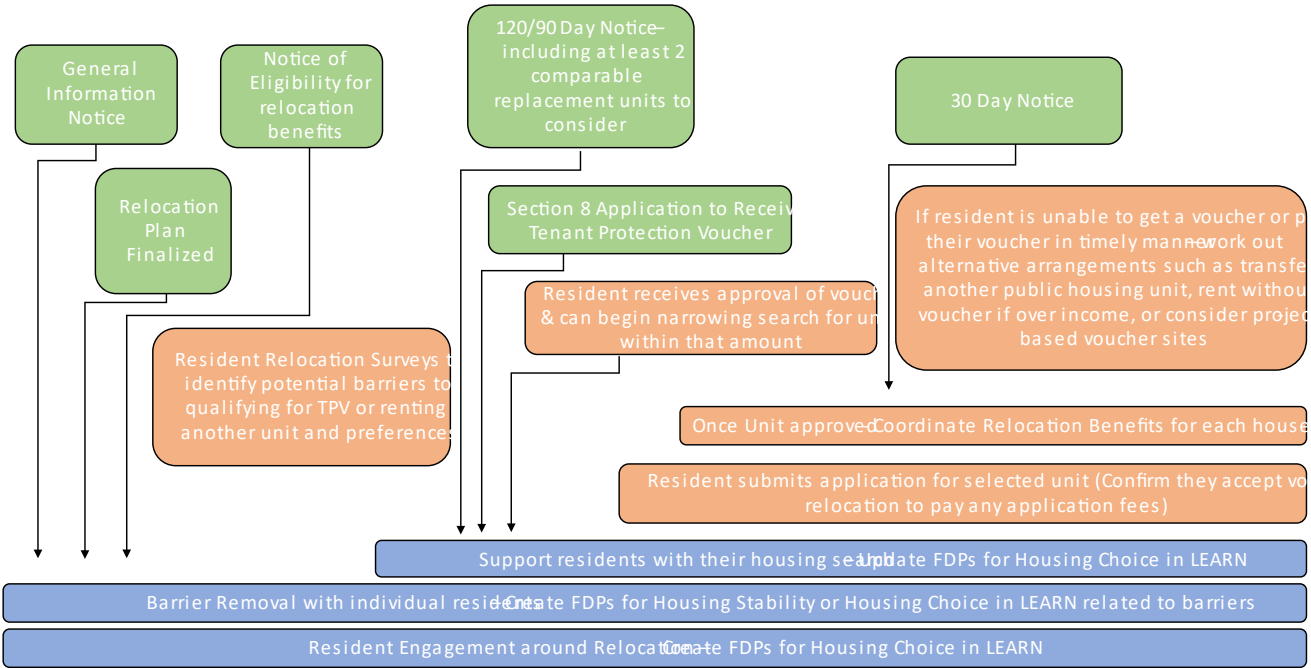 General
Information
Notice
Notice of
Eligibility for
relocation
benefits
120/90 Day Notice–
including at least 2
comparable
replacement units to
consider
30 Day Notice
Relocation
Plan
Finalized
Section 8 Application to Receiv
Tenant Protection Voucher
If resident is unable to get a voucher or p
their voucher in timely manner– work out
alternative arrangements such as transfe
another public housing unit, rent withou
voucher if over income, or consider projec
based voucher sites
Resident receives approval of vouch
& can begin narrowing search for un
within that amount
Resident Relocation Surveys t
identify potential barriers to
qualifying for TPV or renting
another unit and preferences
Once Unit approved– Coordinate Relocation Benefits for each house
Resident submits application for selected unit (Confirm they accept vo
relocation to pay any application fees)
Support residents with their housing search– Update FDPs for Housing Choice in LEARN
Barrier Removal with individual residents– Create FDPs for Housing Stability or Housing Choice in LEARN related to barriers
Resident Engagement around Relocation— Create FDPs for Housing Choice in LEARN